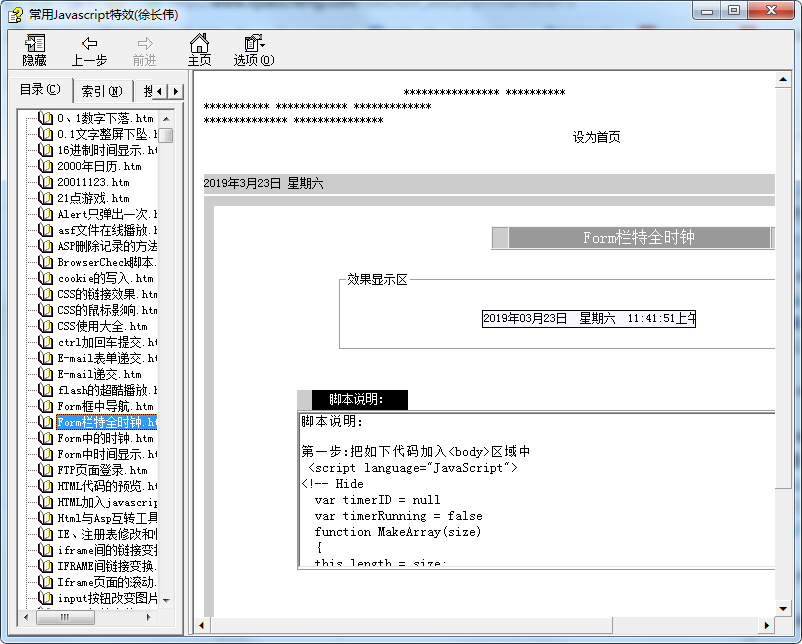 常用Javascript特效(徐长伟)
隐藏 上一步 前进 主页 选项(O)
目录(C) 索引(N) 搜
0、1数字下落.htm
0.1文字整屏下坠.h
16进制时间显示.ht
2000年日历.htm
20011123.htm
21点游戏.htm
Alert只弹出一次.h
asf文件在线播放.h
ASP删除记录的方法
BrowserCheck脚本.
cookie的写入.htm
CSS的链接效果.htm
CSS的鼠标影响.htm
CSS使用大全.htm
ctrl加回车提交.ht
E-mail表单递交.ht
E-mail递交.htm
flash的超酷播放.h
Form框中导航.htm
Form栏特全时钟.ht
Form中的时钟.htm
Form中时间显示.ht
FTP页面登录.htm
HTML代码的预览.ht
HTML加入javascrip
Html与Asp互转工具
IE、注册表修改和恢
iframe间的链接变换
IFRAME间链接变换.
Iframe页面的滚动.
input按钮改变图片
**************** **********
*********** ************ *************
************** ***************
设为首页
2019年3月23日 星期六
Form栏特全时钟
效果显示区
2019年03月23日 星期六 11:41:51上午
脚本说明:
脚本说明:
第一步:把如下代码加入<body>区域中
<script language="JavaScript">
<!-- Hide
var timerID = null
var timerRunning = false
function MakeArray(size)
{
this.length = size;